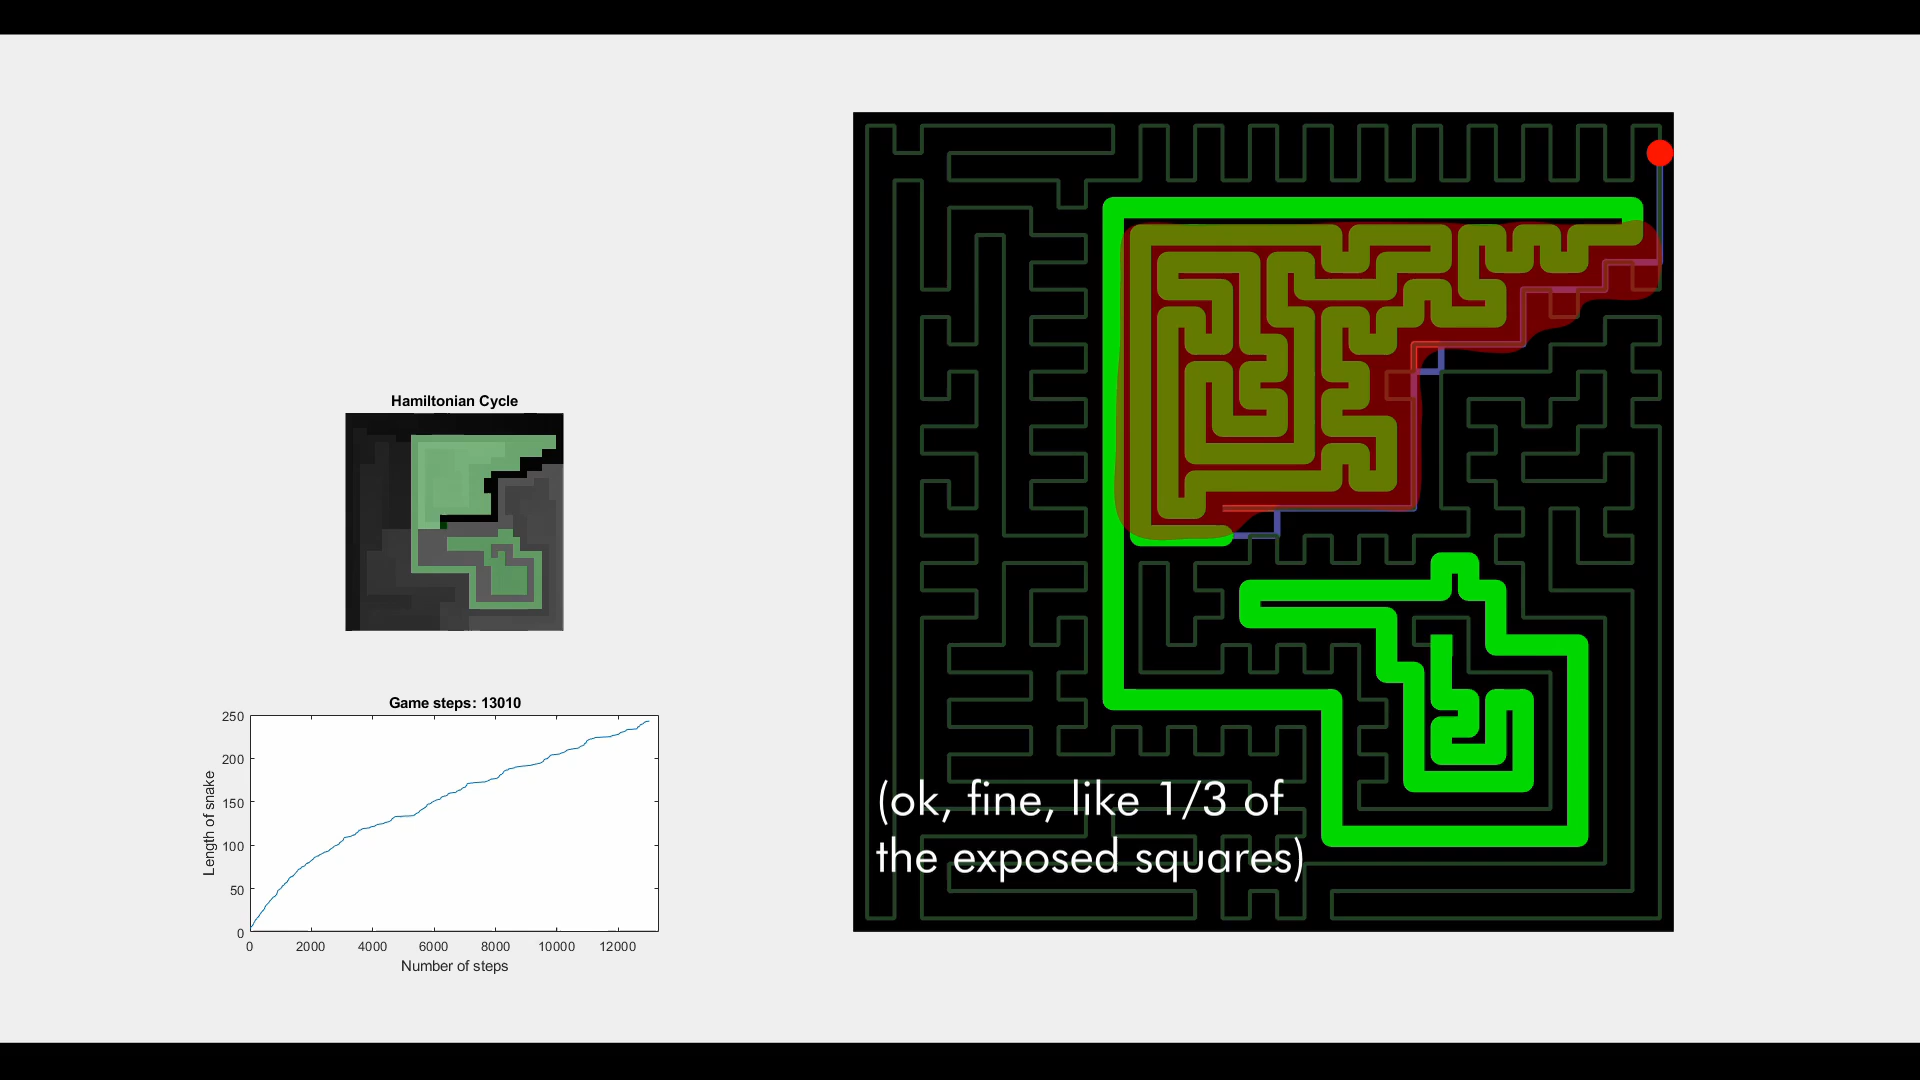 Hamiltonian Cycle
Game steps: 13010
250
200
150
100
50
0
Length of snake
0 2000 4000 6000 8000 10000 12000
Number of steps
(ok, fine, like 1/3 of
the exposed squares)